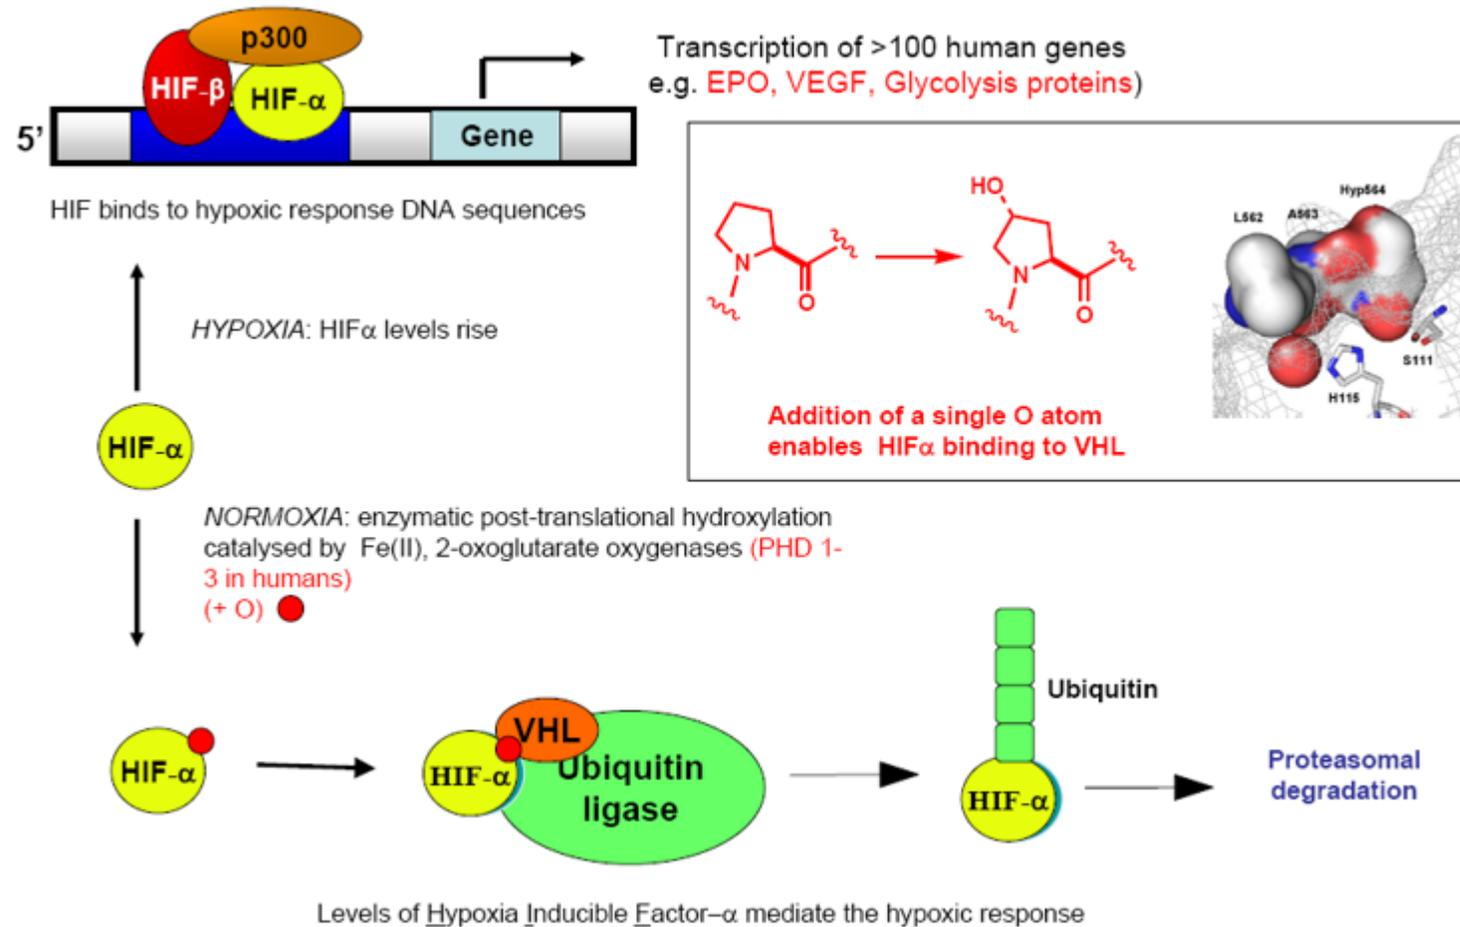 p300
HIF-β
HIF-α
5’
Gene
Transcription of >100 human genes
e.g. EPO, VEGF, Glycolysis proteins)
HIF binds to hypoxic response DNA sequences
HO
N
O
N
O
Hyp564
L562
A563
S111
H115
Addition of a single O atom
enables HIFα binding to VHL
HYPOXIA: HIFα levels rise
HIF-α
NORMOXIA: enzymatic post-translational hydroxylation
catalysed by Fe(II), 2-oxoglutarate oxygenases (PHD 1-
3 in humans)
(+ O)
HIF-α
HIF-α
VHL
Ubiquitin
ligase
Ubiquitin
HIF-α
Proteasomal
degradation
Levels of Hypoxia Inducible Factor–α mediate the hypoxic response